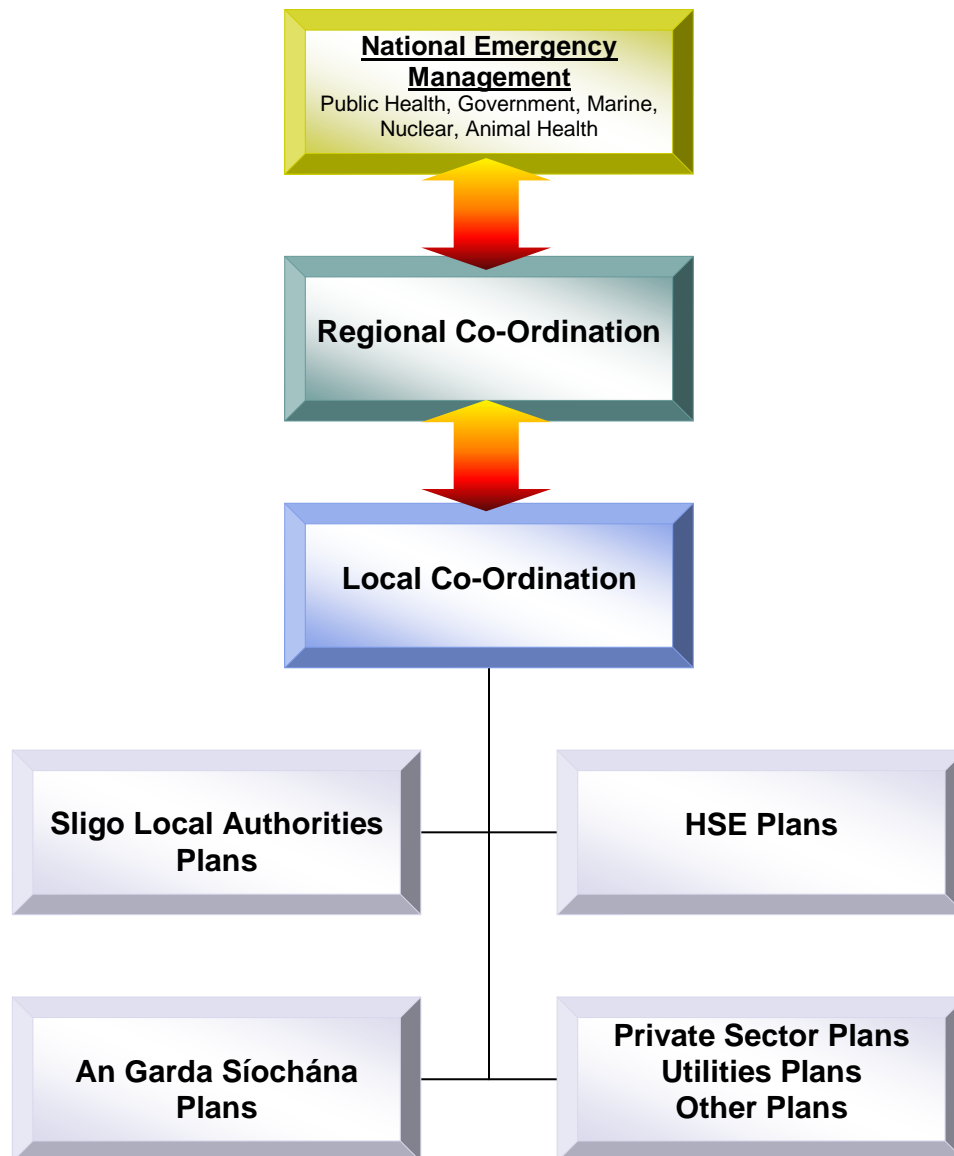 National Emergency
Management
Public Health, Government, Marine,
Nuclear, Animal Health
Regional Co-Ordination
Local Co-Ordination
Sligo Local Authorities
Plans
HSE Plans
An Garda Síochána
Plans
Private Sector Plans
Utilities Plans
Other Plans